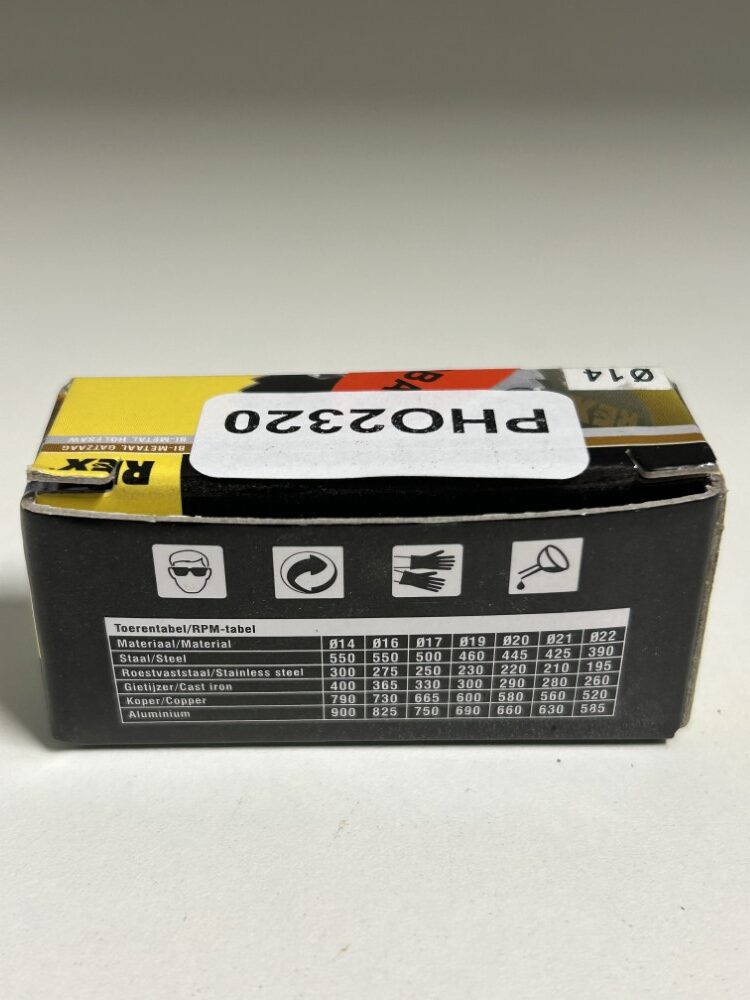 Ø14
BA
PHO2320
BI-METAL HOLESAW
BI-METAAL GATZAAG
REX
Toerentabel/RPM-tabel
Materiaal/Material Ø14 Ø16 Ø17 Ø19 Ø20 Ø21 Ø22
Staal/Steel 550 550 500 460 445 425 390
Roestvaststaal/Stainless steel 300 275 250 230 220 210 195
Gietijzer/Cast iron 400 365 330 300 290 280 260
Koper/Copper 790 730 665 600 580 560 520
Aluminium 900 825 750 690 660 630 585